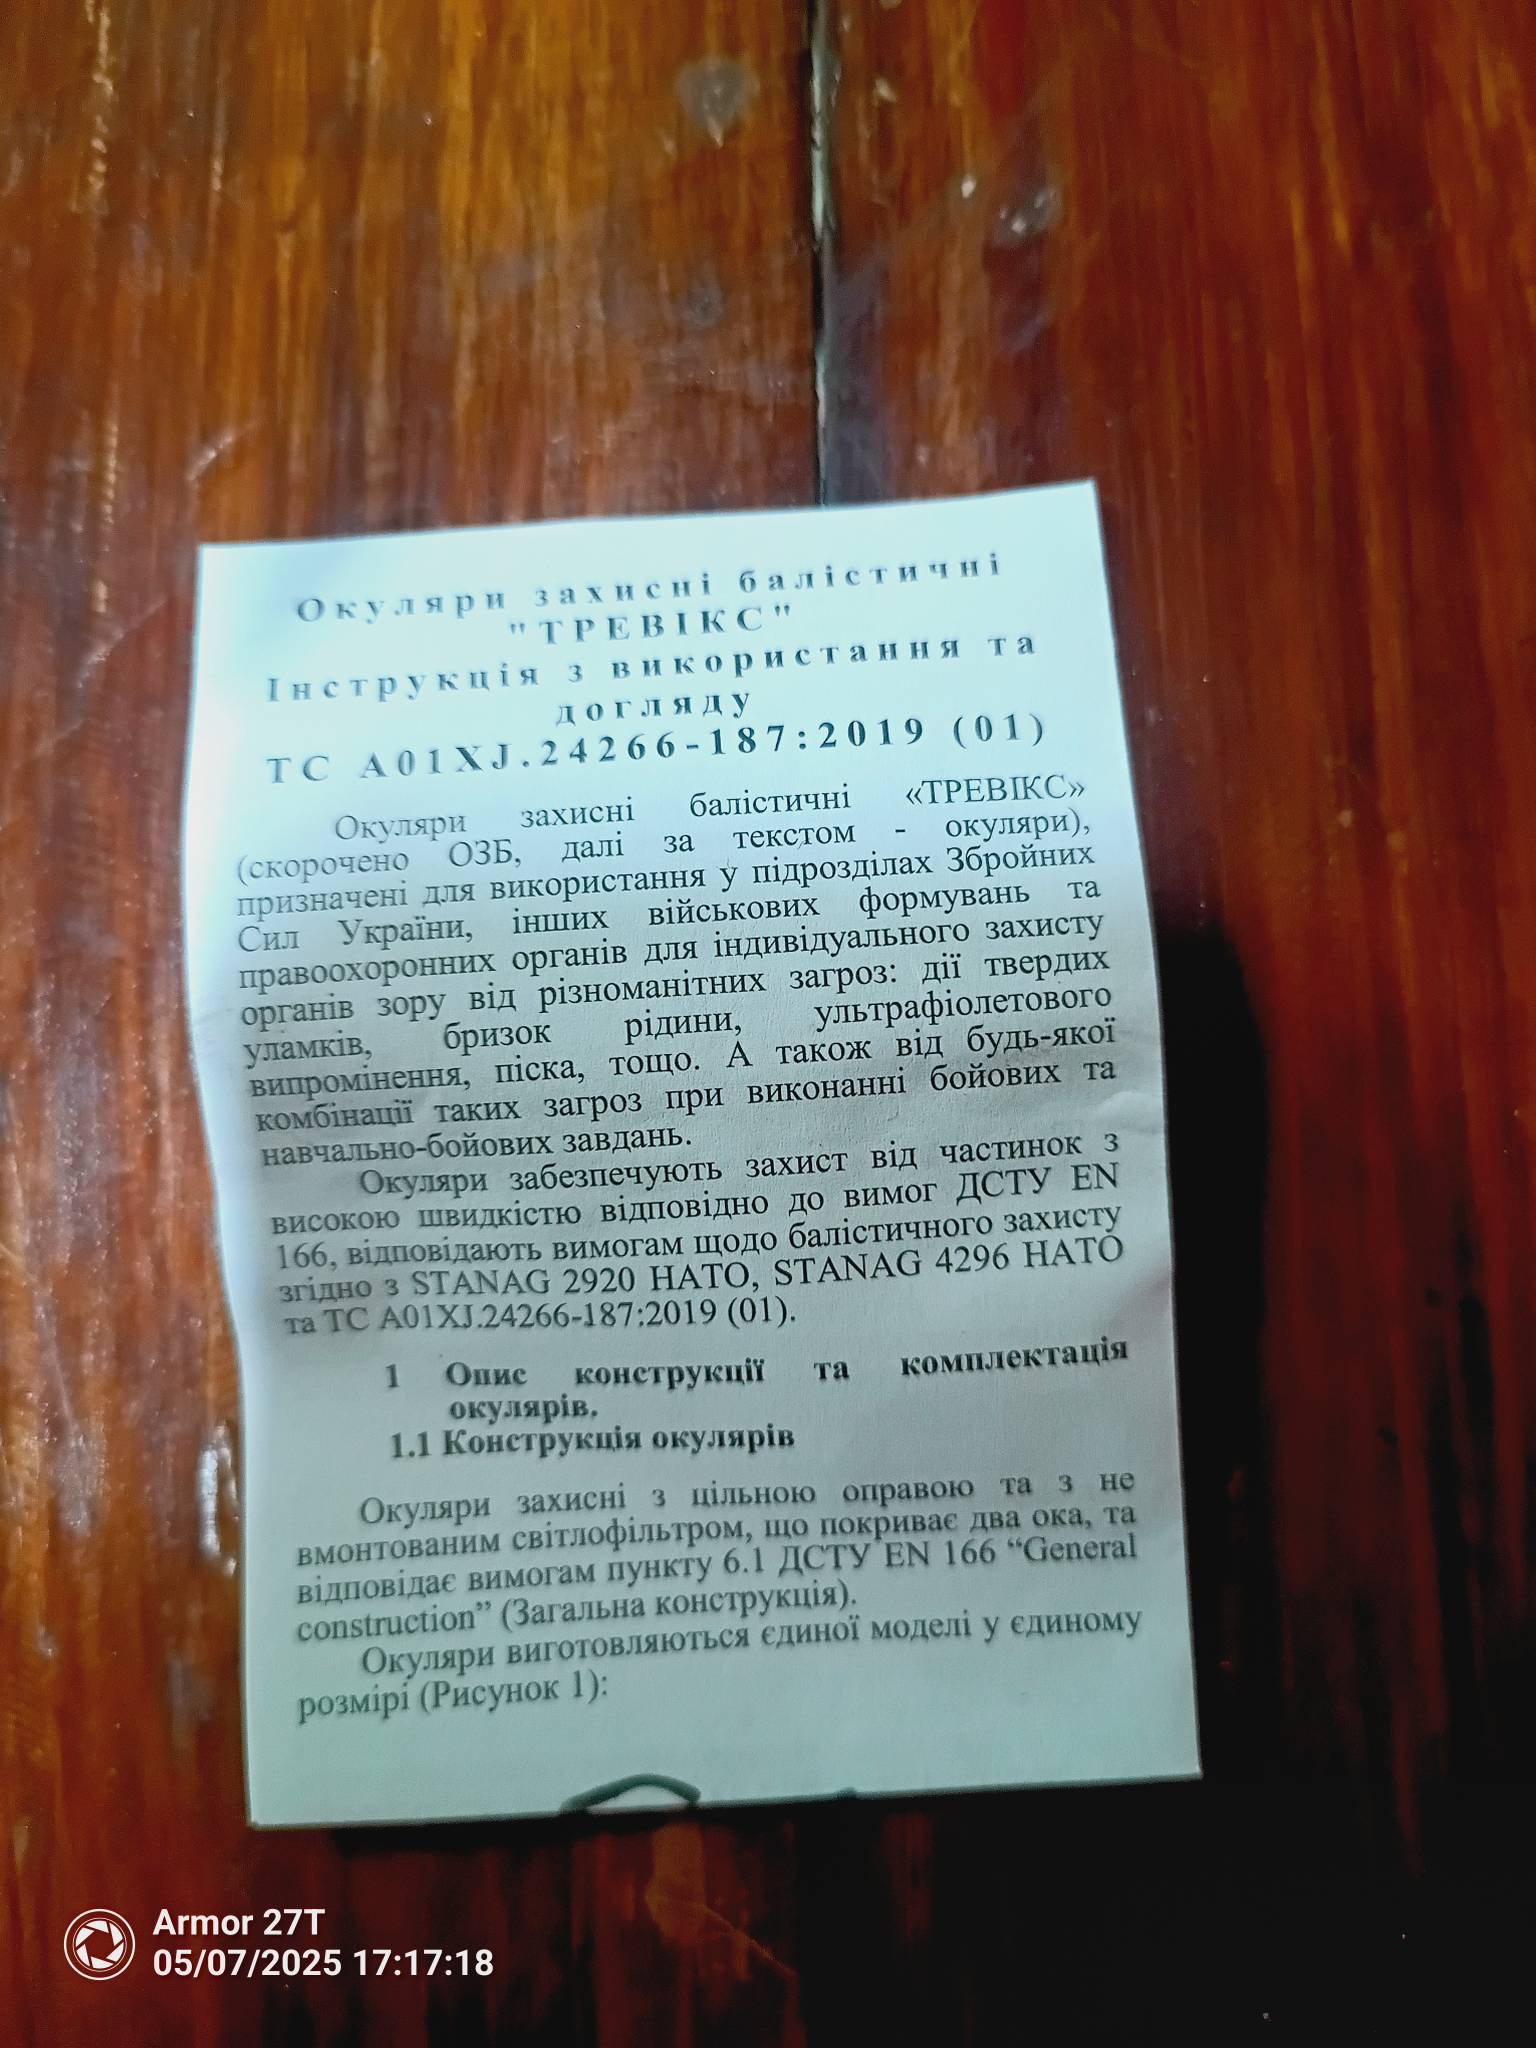 Окуляри захисні балістичні
"ТРЕВІКС"
Інструкція з використання та
догляду
ТС А01XJ.24266-187:2019 (01)
Окуляри захисні балістичні «ТРЕВІКС»
(скорочено ОЗБ, далі за текстом - окуляри),
призначені для використання у підрозділах Збройних
Сил України, інших військових формувань та
правоохоронних органів для індивідуального захисту
органів зору від різноманітних загроз: дії твердих
уламків, бризок рідини, ультрафіолетового
випромінення, піска, тощо. А також від будь-якої
комбінації таких загроз при виконанні бойових та
навчально-бойових завдань.
Окуляри забезпечують захист від частинок з
високою швидкістю відповідно до вимог ДСТУ EN
166, відповідають вимогам щодо балістичного захисту
згідно з STANAG 2920 НАТО, STANAG 4296 НАТО
та ТС А01XJ.24266-187:2019 (01).
1 Опис конструкції та комплектація
окулярів.
1.1 Конструкція окулярів
Окуляри захисні з цільною оправою та з не
вмонтованим світлофільтром, що покриває два ока, та
відповідає вимогам пункту 6.1 ДСТУ EN 166 “General
construction” (Загальна конструкція).
Окуляри виготовляються єдиної моделі у єдиному
розмірі (Рисунок 1):
Armor 27T
05/07/2025 17:17:18